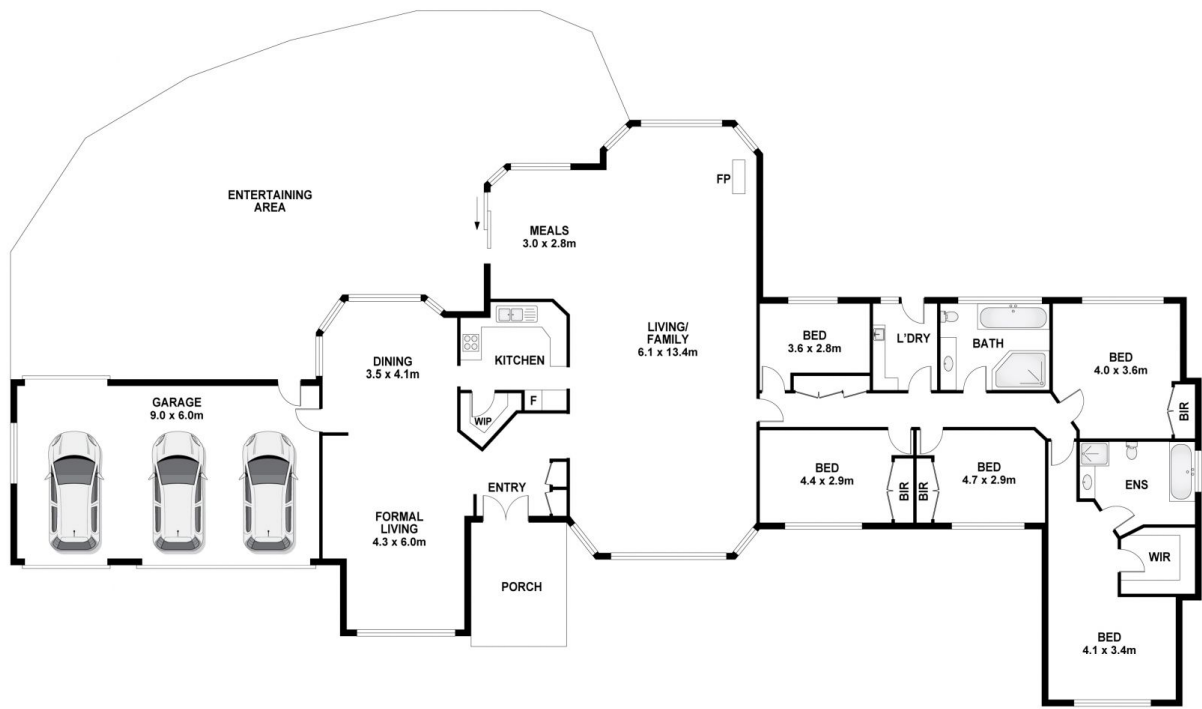 ENTERTAINING
AREA
FP
MEALS
3.0 x 2.8m
LIVING/
FAMILY
6.1 x 13.4m
DINING
3.5 x 4.1m
KITCHEN
F
WIP
GARAGE
9.0 x 6.0m
ENTRY
FORMAL
LIVING
4.3 x 6.0m
PORCH
BED
3.6 x 2.8m
L'DRY
BATH
BED
4.0 x 3.6m
BIR
BED
4.4 x 2.9m
BIR
BIR
BED
4.7 x 2.9m
ENS
WIR
BED
4.1 x 3.4m